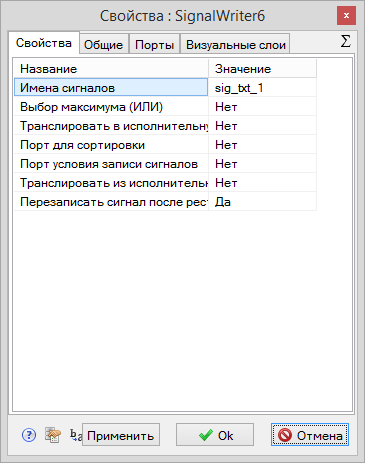 Свойства : SignalWriter6
x
Свойства Общие Порты Визуальные слои Σ
Название Значение
Имена сигналов sig_txt_1
Выбор максимума (ИЛИ) Нет
Транслировать в исполнительну Нет
Порт для сортировки Нет
Порт условия записи сигналов Нет
Транслировать из исполнительн Нет
Перезаписать сигнал после рест Да
? Применить Ok Отмена